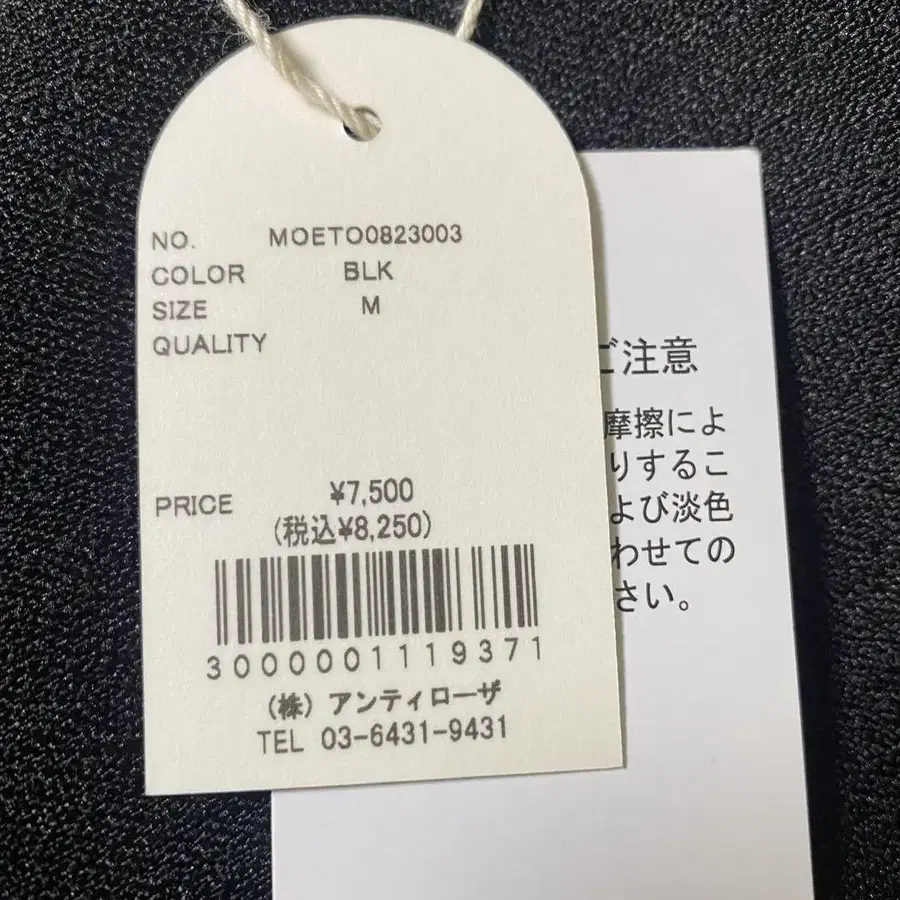 NO. MOETO0823003
COLOR BLK
SIZE M
QUALITY
PRICE ¥7,500
(税込¥8,250)
3000001119371
(株) アンティローザ
TEL 03-6431-9431
ご注意
摩擦によ
りするこ
よび淡色
わせての
さい。